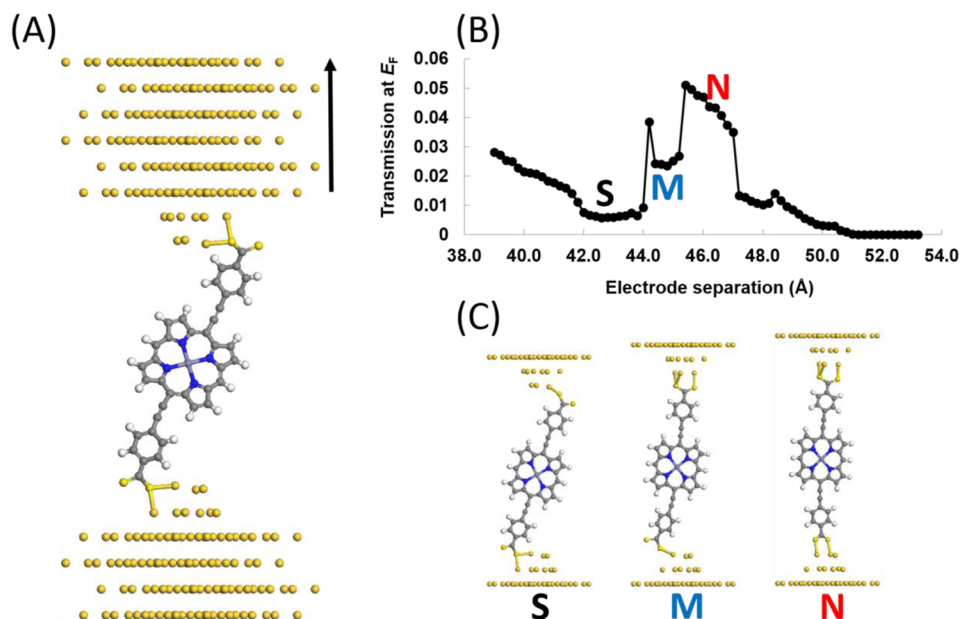 (A)
(B)
0.06
0.05
0.04
0.03
0.02
0.01
0
Transmission at EF
S
M
N
38.0 40.0 42.0 44.0 46.0 48.0 50.0 52.0 54.0
Electrode separation (Å)
(C)
S M N